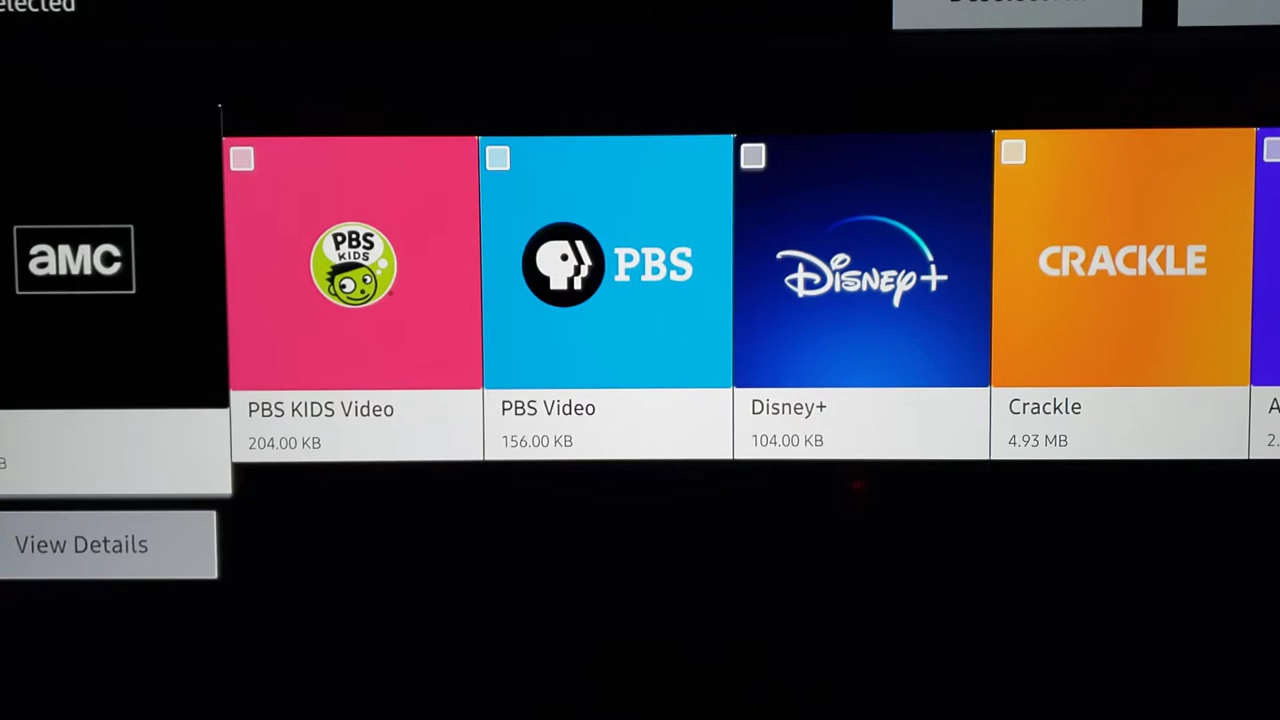 aMC
PBS
KIDS
PBS
DISNEY+
CRACKLE
PBS KIDS Video
PBS Video
Disney+
Crackle
204.00 KB
156.00 KB
104.00 KB
4.93 MB
View Details